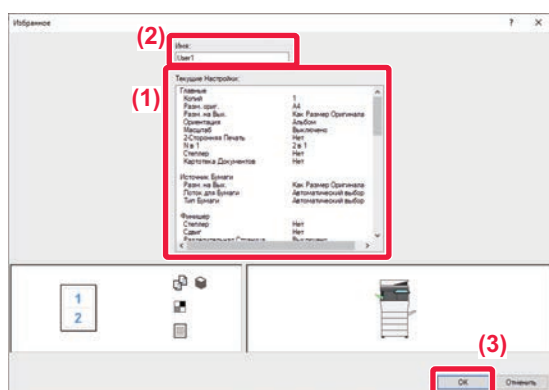 Избранное ? X
(2)
Имя:
User1
(1)
Текущие Настройки:
Главные
Копий 1
Разм. ориг. A4
Разм. на Вых. Как Размер Оригинала
Ориентация Альбом
Масштаб Выключено
2-Сторонняя Печать Нет
N в 1 2 в 1
Степлер Нет
Картотека Документов Нет
Источник Бумаги
Разм. на Вых. Как Размер Оригинала
Лоток для Бумаги Автоматический выбор
Тип Бумаги Автоматический выбор
Финишер
Степлер Нет
Сдвиг Нет
Разделительная Страница Выключено
1
2
(3)
OK Отменить